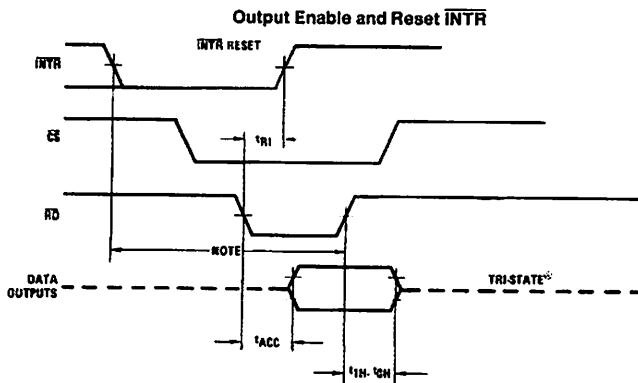 Output Enable and Reset INTR
INTR
INTR RESET
CS
tRI
RD
NOTE
DATA
OUTPUTS
TRI-STATE®
tACC
t1H, t0H